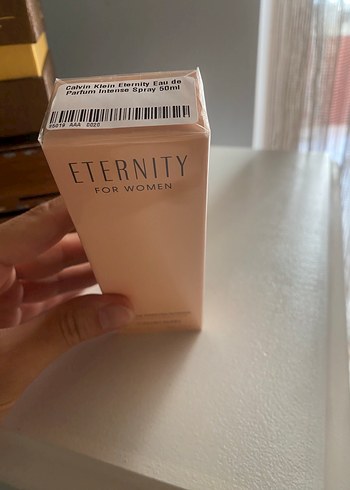 Calvin Klein Eternity Eau de
Parfum Intense Spray 50ml
ETERNITY
FOR WOMEN